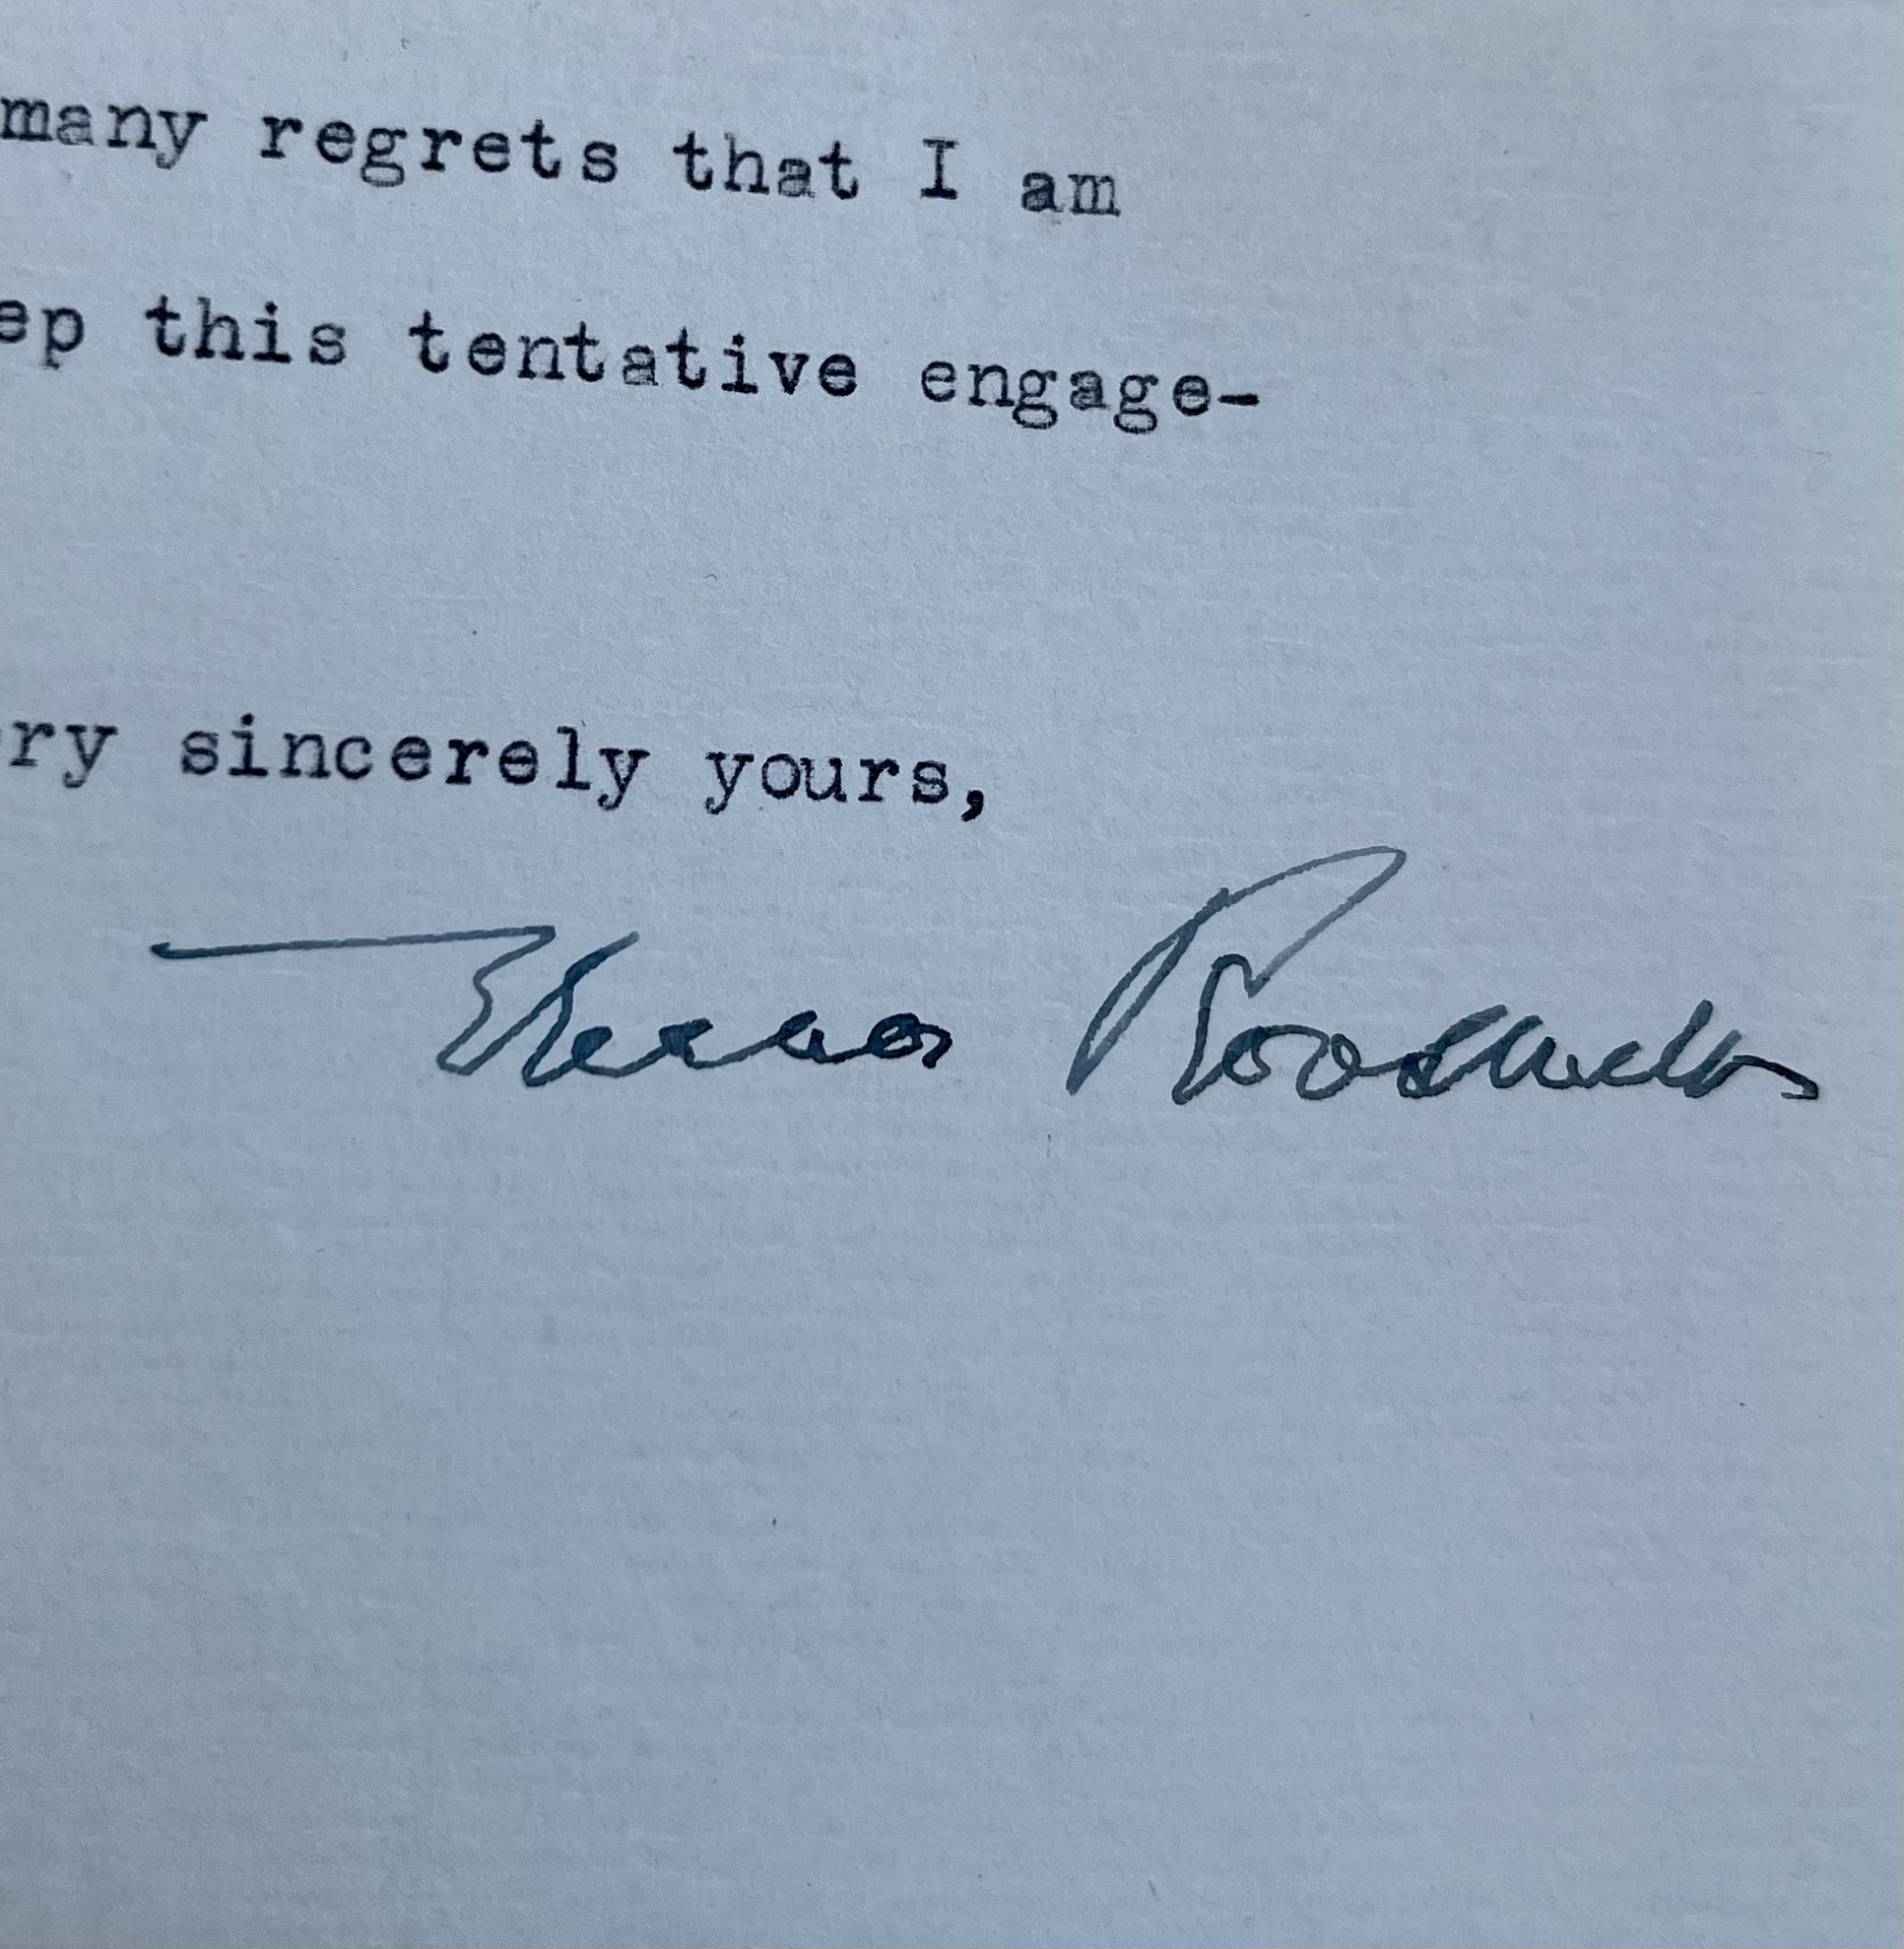 many regrets that I am
ep this tentative engage-
ry sincerely yours,
Eleanor Roosevelt